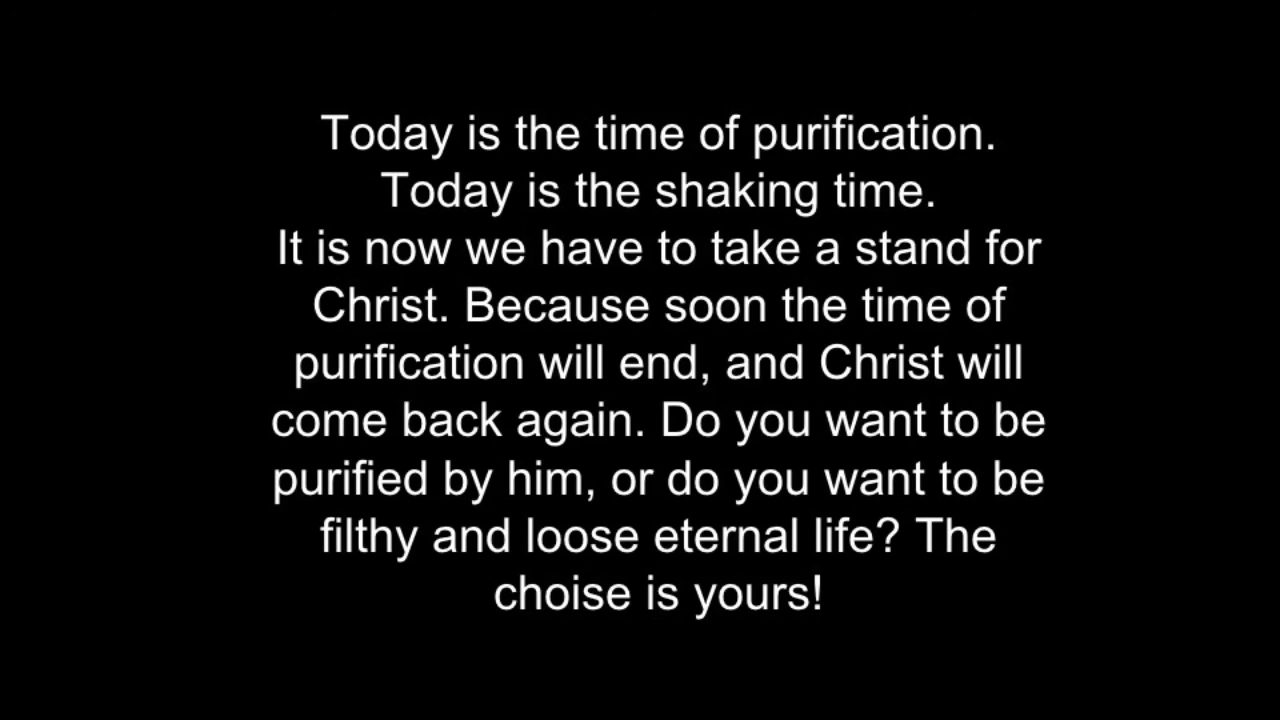 Today is the time of purification.
Today is the shaking time.
It is now we have to take a stand for
Christ. Because soon the time of
purification will end, and Christ will
come back again. Do you want to be
purified by him, or do you want to be
filthy and loose eternal life? The
choise is yours!